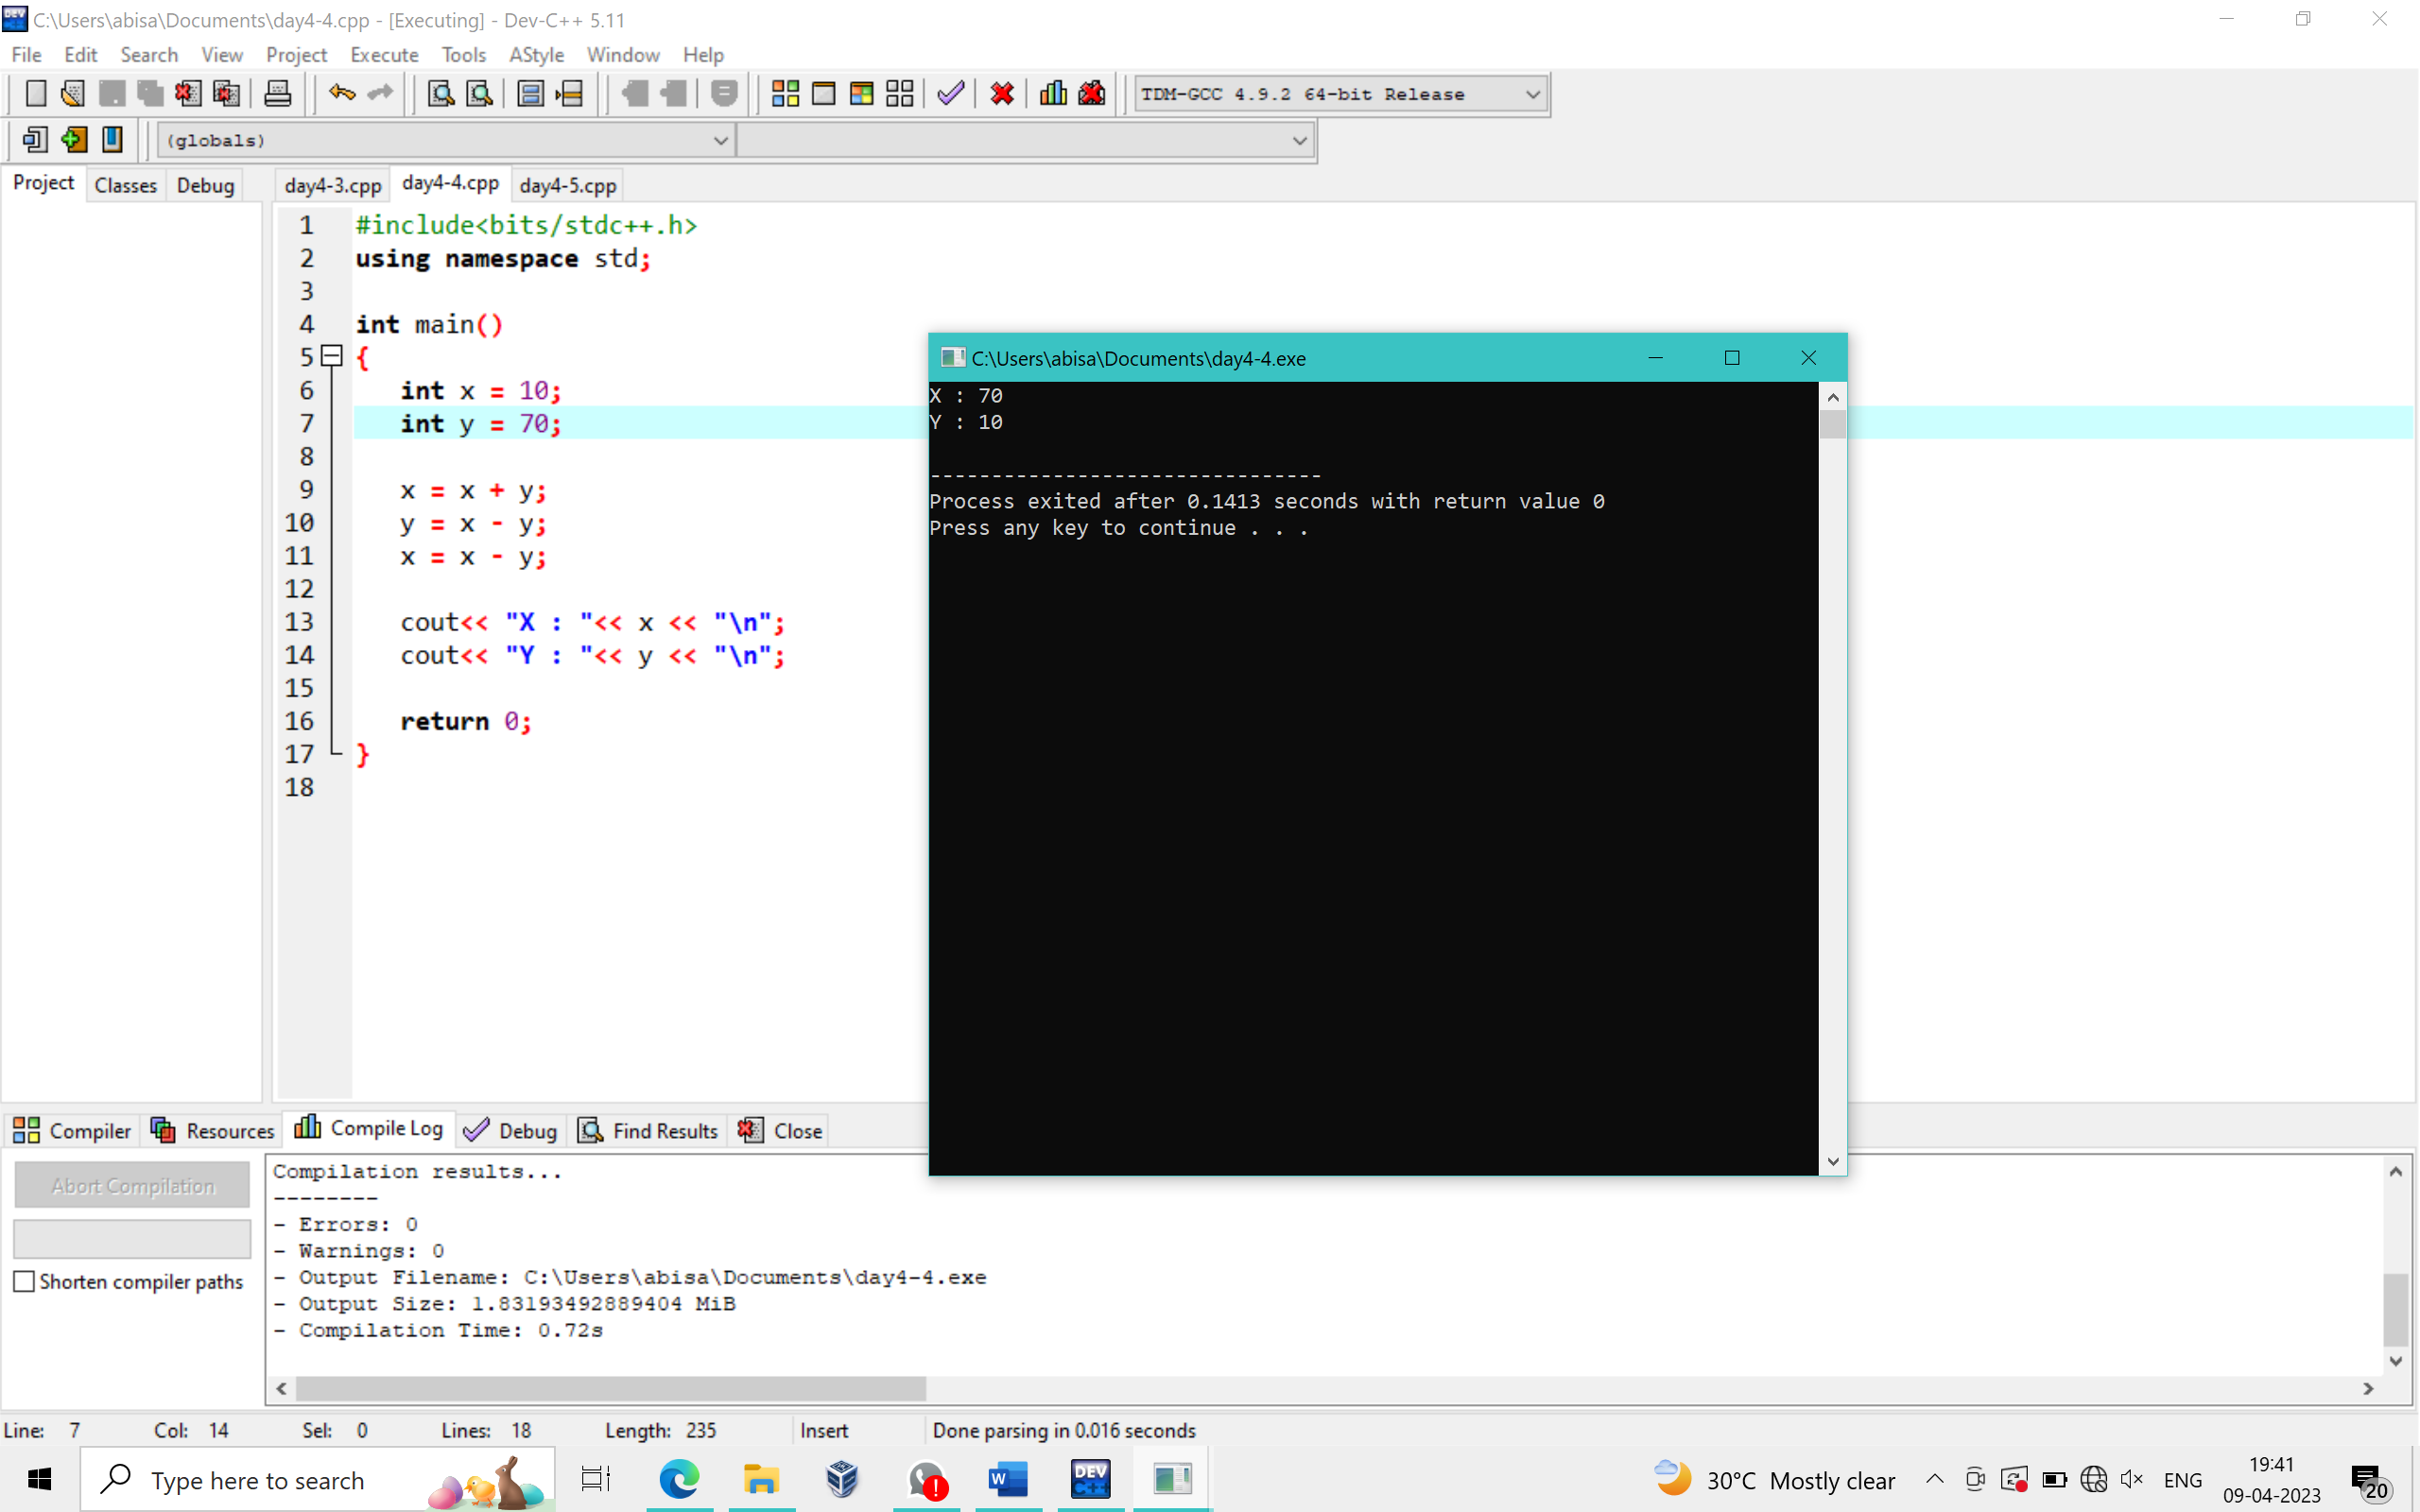 C:\Users\abisa\Documents\day4-4.cpp - [Executing] - Dev-C++ 5.11
File Edit Search View Project Execute Tools AStyle Window Help
TDM-GCC 4.9.2 64-bit Release
(globals)
Project Classes Debug day4-3.cpp day4-4.cpp day4-5.cpp
1 #include<bits/stdc++.h>
2 using namespace std;
3
4 int main()
5 {
6 int x = 10;
7 int y = 70;
8
9 x = x + y;
10 y = x - y;
11 x = x - y;
12
13 cout<< "X : "<< x << "\n";
14 cout<< "Y : "<< y << "\n";
15
16 return 0;
17 }
18
C:\Users\abisa\Documents\day4-4.exe
X : 70
Y : 10
--------------------------------
Process exited after 0.1413 seconds with return value 0
Press any key to continue . . .
Compiler Resources Compile Log Debug Find Results Close
Abort Compilation
Shorten compiler paths
Compilation results...
--------
- Errors: 0
- Warnings: 0
- Output Filename: C:\Users\abisa\Documents\day4-4.exe
- Output Size: 1.83193492889404 MiB
- Compilation Time: 0.72s
Line: 7 Col: 14 Sel: 0 Lines: 18 Length: 235 Insert Done parsing in 0.016 seconds
Type here to search
W
DEV C++
30°C Mostly clear
ENG
19:41
09-04-2023
20